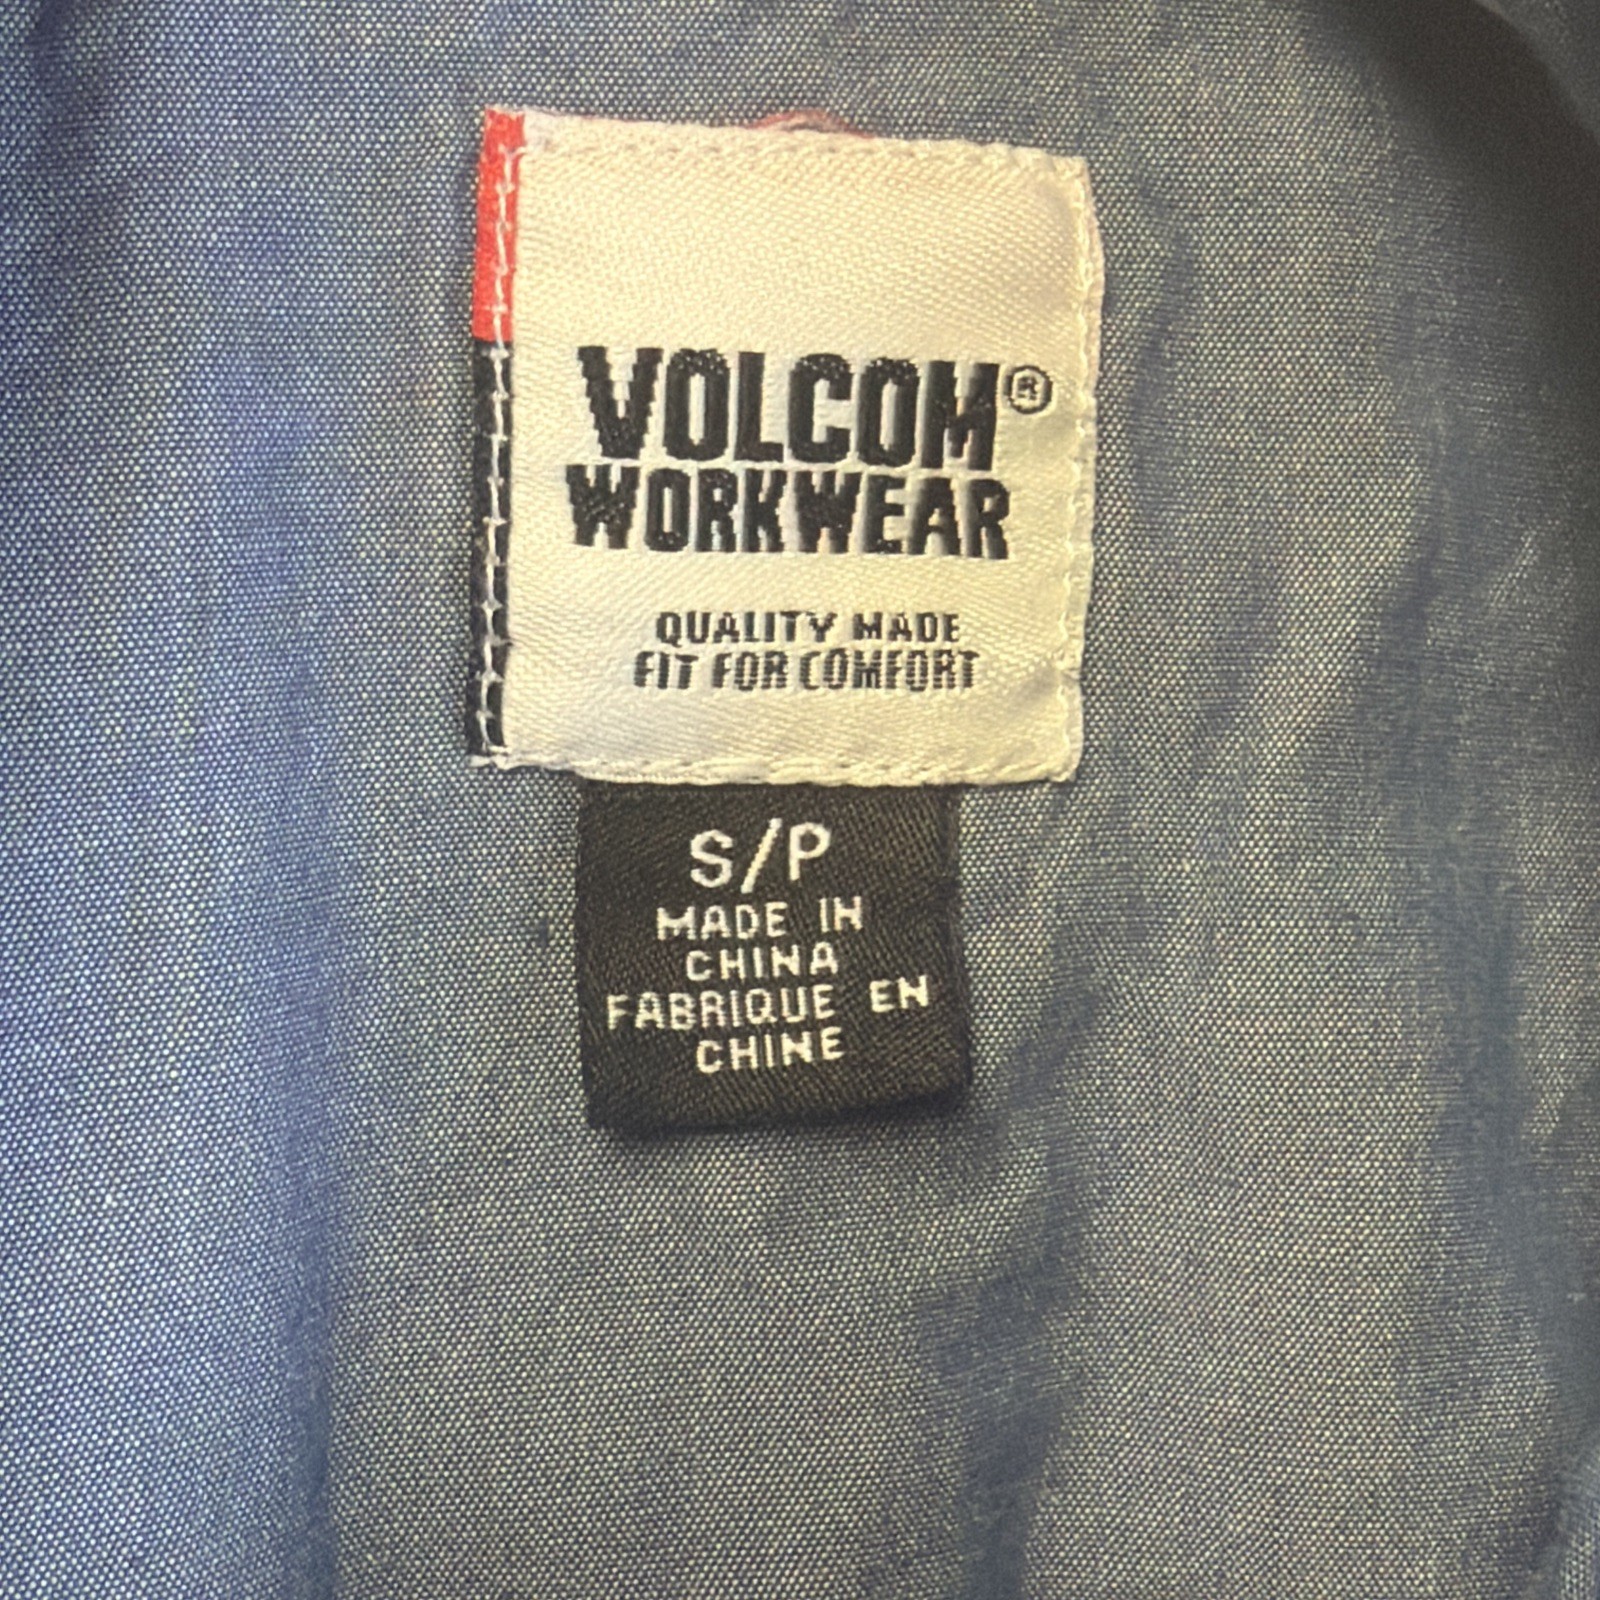 VOLCOM®
WORKWEAR
QUALITY MADE
FIT FOR COMFORT
S/P
MADE IN
CHINA
FABRIQUE EN
CHINE